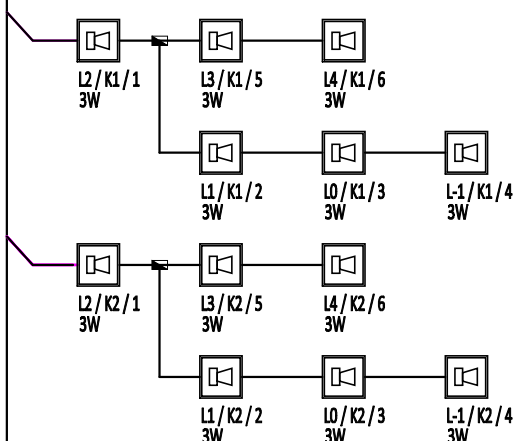 L2/K1/1
3W
L3/K1/5
3W
L4/K1/6
3W
L1/K1/2
3W
L0/K1/3
3W
L-1/K1/4
3W
L2/K2/1
3W
L3/K2/5
3W
L4/K2/6
3W
L1/K2/2
3W
L0/K2/3
3W
L-1/K2/4
3W